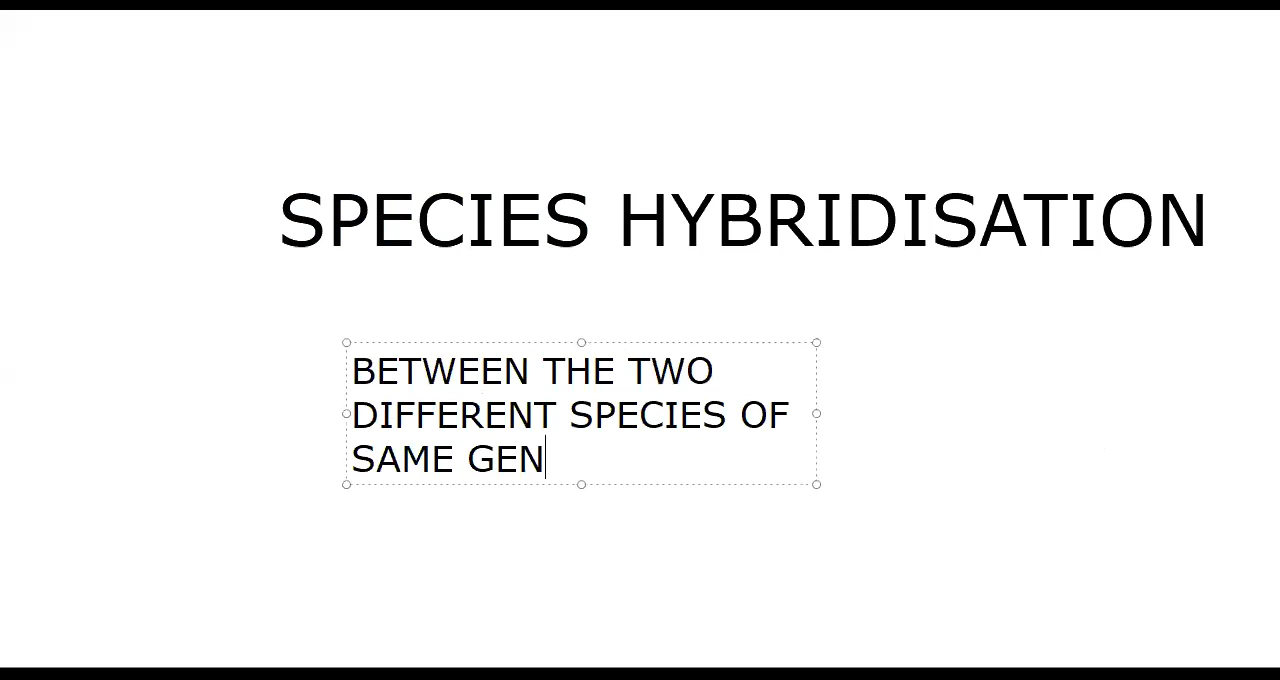 SPECIES HYBRIDISATION
BETWEEN THE TWO
DIFFERENT SPECIES OF
SAME GEN